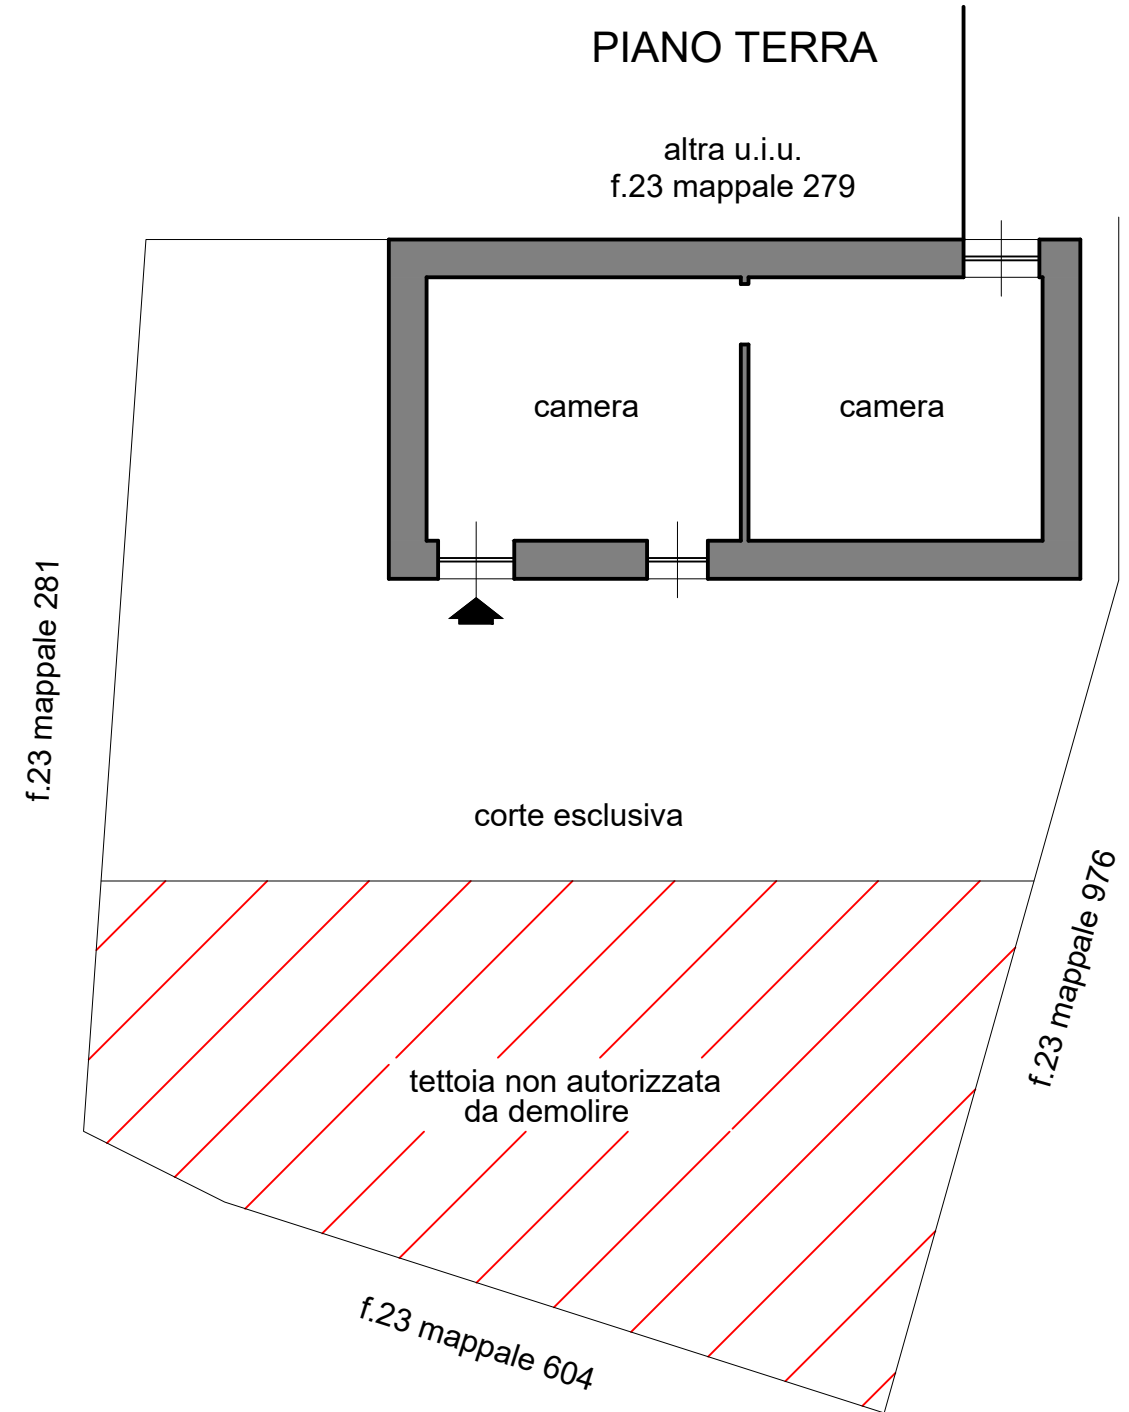 PIANO TERRA
altra u.i.u.
f.23 mappale 279
camera
camera
f.23 mappale 281
corte esclusiva
f.23 mappale 976
tettoia non autorizzata
da demolire
f.23 mappale 604